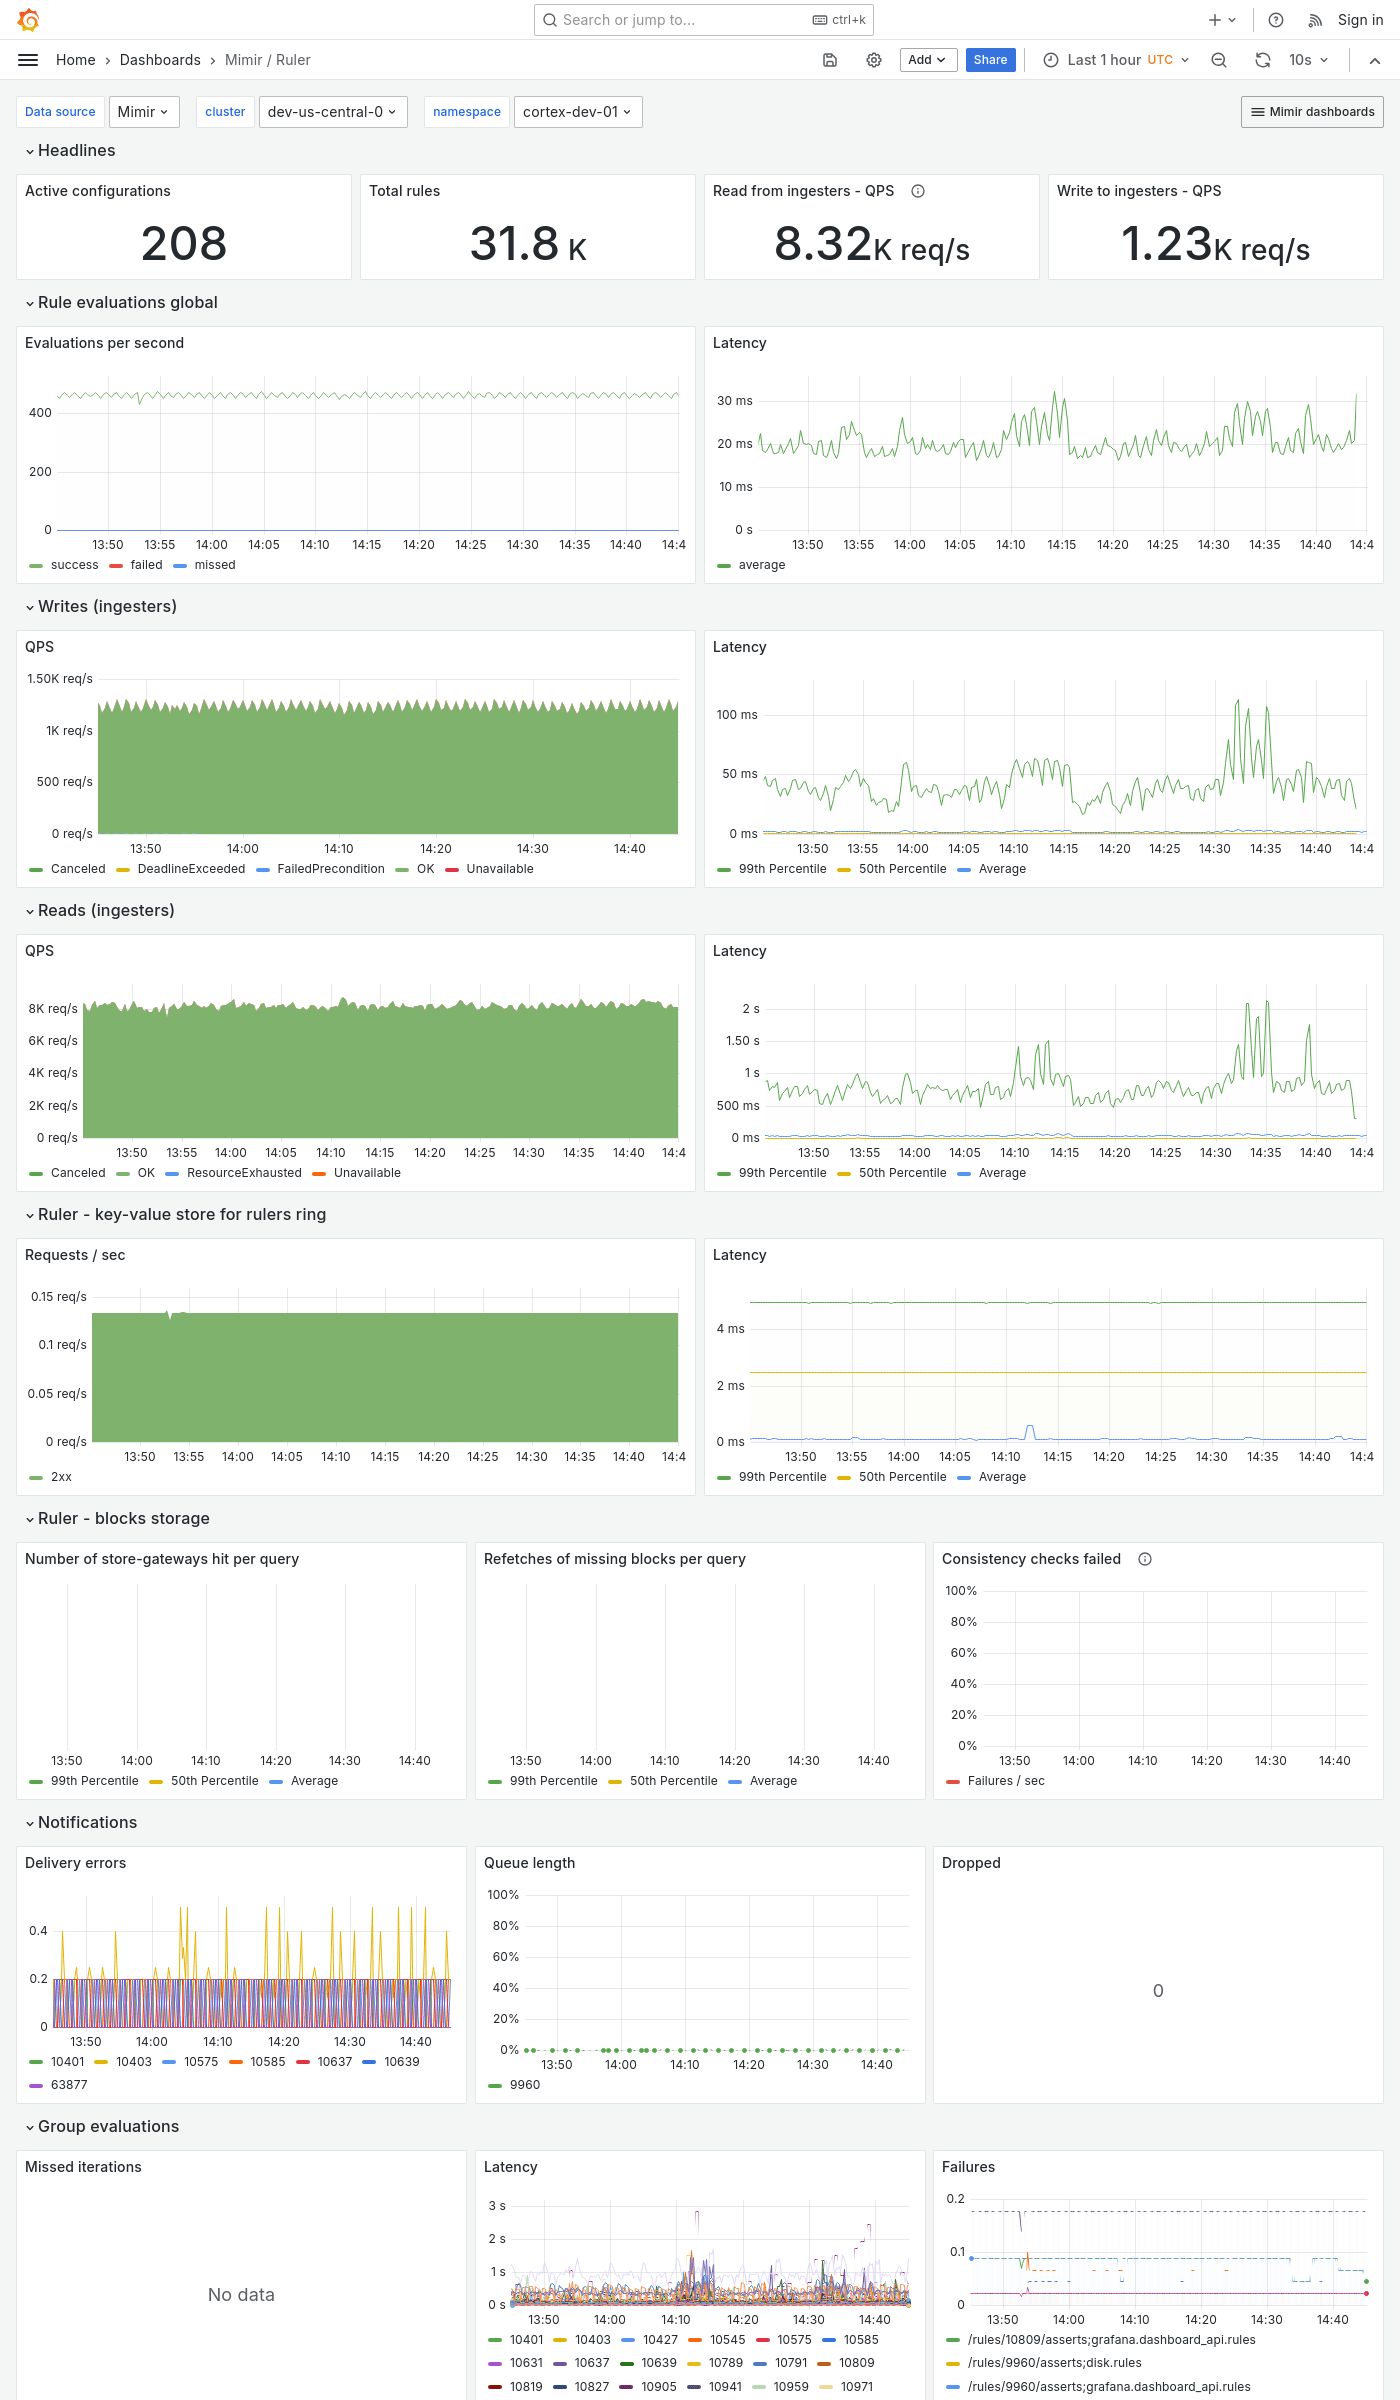 Search or jump to...
ctrl+k
Sign in
Home › Dashboards › Mimir / Ruler
Add
Share
Last 1 hour UTC
10s
Data source
Mimir
cluster
dev-us-central-0
namespace
cortex-dev-01
Mimir dashboards
Headlines
Active configurations
208
Total rules
31.8 K
Read from ingesters - QPS
8.32K req/s
Write to ingesters - QPS
1.23K req/s
Rule evaluations global
Evaluations per second
400
200
0
13:50 13:55 14:00 14:05 14:10 14:15 14:20 14:25 14:30 14:35 14:40 14:4
success failed missed
Latency
30 ms
20 ms
10 ms
0 s
13:50 13:55 14:00 14:05 14:10 14:15 14:20 14:25 14:30 14:35 14:40 14:4
average
Writes (ingesters)
QPS
1.50K req/s
1K req/s
500 req/s
0 req/s
13:50 14:00 14:10 14:20 14:30 14:40
Canceled DeadlineExceeded FailedPrecondition OK Unavailable
Latency
100 ms
50 ms
0 ms
13:50 13:55 14:00 14:05 14:10 14:15 14:20 14:25 14:30 14:35 14:40 14:4
99th Percentile 50th Percentile Average
Reads (ingesters)
QPS
8K req/s
6K req/s
4K req/s
2K req/s
0 req/s
13:50 13:55 14:00 14:05 14:10 14:15 14:20 14:25 14:30 14:35 14:40 14:4
Canceled OK ResourceExhausted Unavailable
Latency
2 s
1.50 s
1 s
500 ms
0 ms
13:50 13:55 14:00 14:05 14:10 14:15 14:20 14:25 14:30 14:35 14:40 14:4
99th Percentile 50th Percentile Average
Ruler - key-value store for rulers ring
Requests / sec
0.15 req/s
0.1 req/s
0.05 req/s
0 req/s
13:50 13:55 14:00 14:05 14:10 14:15 14:20 14:25 14:30 14:35 14:40 14:4
2xx
Latency
4 ms
2 ms
0 ms
13:50 13:55 14:00 14:05 14:10 14:15 14:20 14:25 14:30 14:35 14:40 14:4
99th Percentile 50th Percentile Average
Ruler - blocks storage
Number of store-gateways hit per query
13:50 14:00 14:10 14:20 14:30 14:40
99th Percentile 50th Percentile Average
Refetches of missing blocks per query
13:50 14:00 14:10 14:20 14:30 14:40
99th Percentile 50th Percentile Average
Consistency checks failed
100%
80%
60%
40%
20%
0%
13:50 14:00 14:10 14:20 14:30 14:40
Failures / sec
Notifications
Delivery errors
0.4
0.2
0
13:50 14:00 14:10 14:20 14:30 14:40
10401 10403 10575 10585 10637 10639
63877
Queue length
100%
80%
60%
40%
20%
0%
13:50 14:00 14:10 14:20 14:30 14:40
9960
Dropped
0
Group evaluations
Missed iterations
No data
Latency
3 s
2 s
1 s
0 s
13:50 14:00 14:10 14:20 14:30 14:40
10401 10403 10427 10545 10575 10585
10631 10637 10639 10789 10791 10809
10819 10827 10905 10941 10959 10971
Failures
0.2
0.1
0
13:50 14:00 14:10 14:20 14:30 14:40
/rules/10809/asserts;grafana.dashboard_api.rules
/rules/9960/asserts;disk.rules
/rules/9960/asserts;grafana.dashboard_api.rules